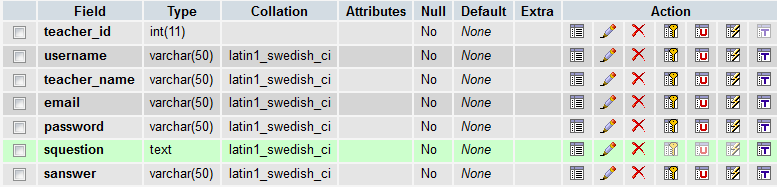 Field Type Collation Attributes Null Default Extra Action
teacher_id int(11) No None
username varchar(50) latin1_swedish_ci No None
teacher_name varchar(50) latin1_swedish_ci No None
email varchar(50) latin1_swedish_ci No None
password varchar(50) latin1_swedish_ci No None
squestion text latin1_swedish_ci No None
sanswer varchar(50) latin1_swedish_ci No None